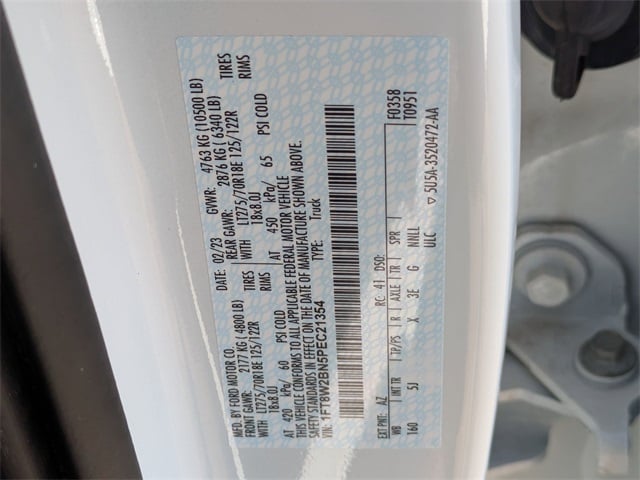 MFD. BY FORD MOTOR CO.
DATE: 02/23 GVWR: 4763 KG (10500 LB)
FRONT GAWR: 2177 KG (4800 LB) REAR GAWR: 2876 KG (6340 LB)
WITH LT275/70R18E 125/122R TIRES WITH LT275/70R18E 125/122R TIRES
18x8.0J RIMS 18x8.0J RIMS
AT 420 kPa/ 60 PSI COLD AT 450 kPa/ 65 PSI COLD
THIS VEHICLE CONFORMS TO ALL APPLICABLE FEDERAL MOTOR VEHICLE
SAFETY STANDARDS IN EFFECT ON THE DATE OF MANUFACTURE SHOWN ABOVE.
VIN: 1FT8W2BN5PEC21354 TYPE: Truck
F0358
T0951
EXT PNT: AZ RC: 41 DSO:
WB INT TR TP/PS R AXLE TR SPR
160 5J X 3E G NNLL
ULC
5U5A-3520472-AA